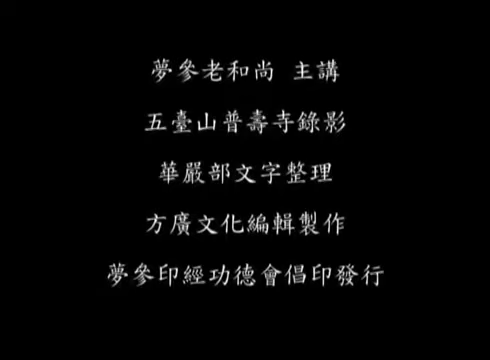 夢參老和尚 主講
五臺山普壽寺錄影
華嚴部文字整理
方廣文化編輯製作
夢參印經功德會倡印發行